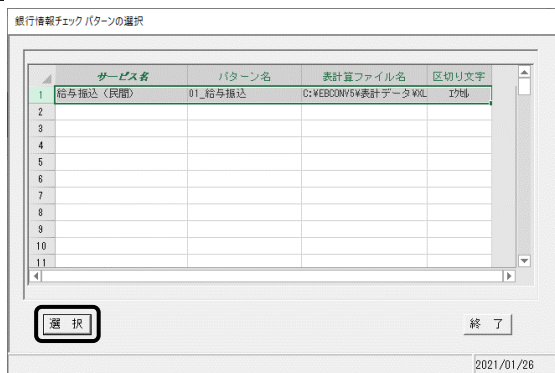 銀行情報チェック パターンの選択
サービス名 パターン名 表計算ファイル名 区切り文字
1 給与振込（民間） 01_給与振込 C:¥EBCONV5¥表計データ¥XL エクセル
2
3
4
5
6
7
8
9
10
11
選 択 終 了
2021/01/26